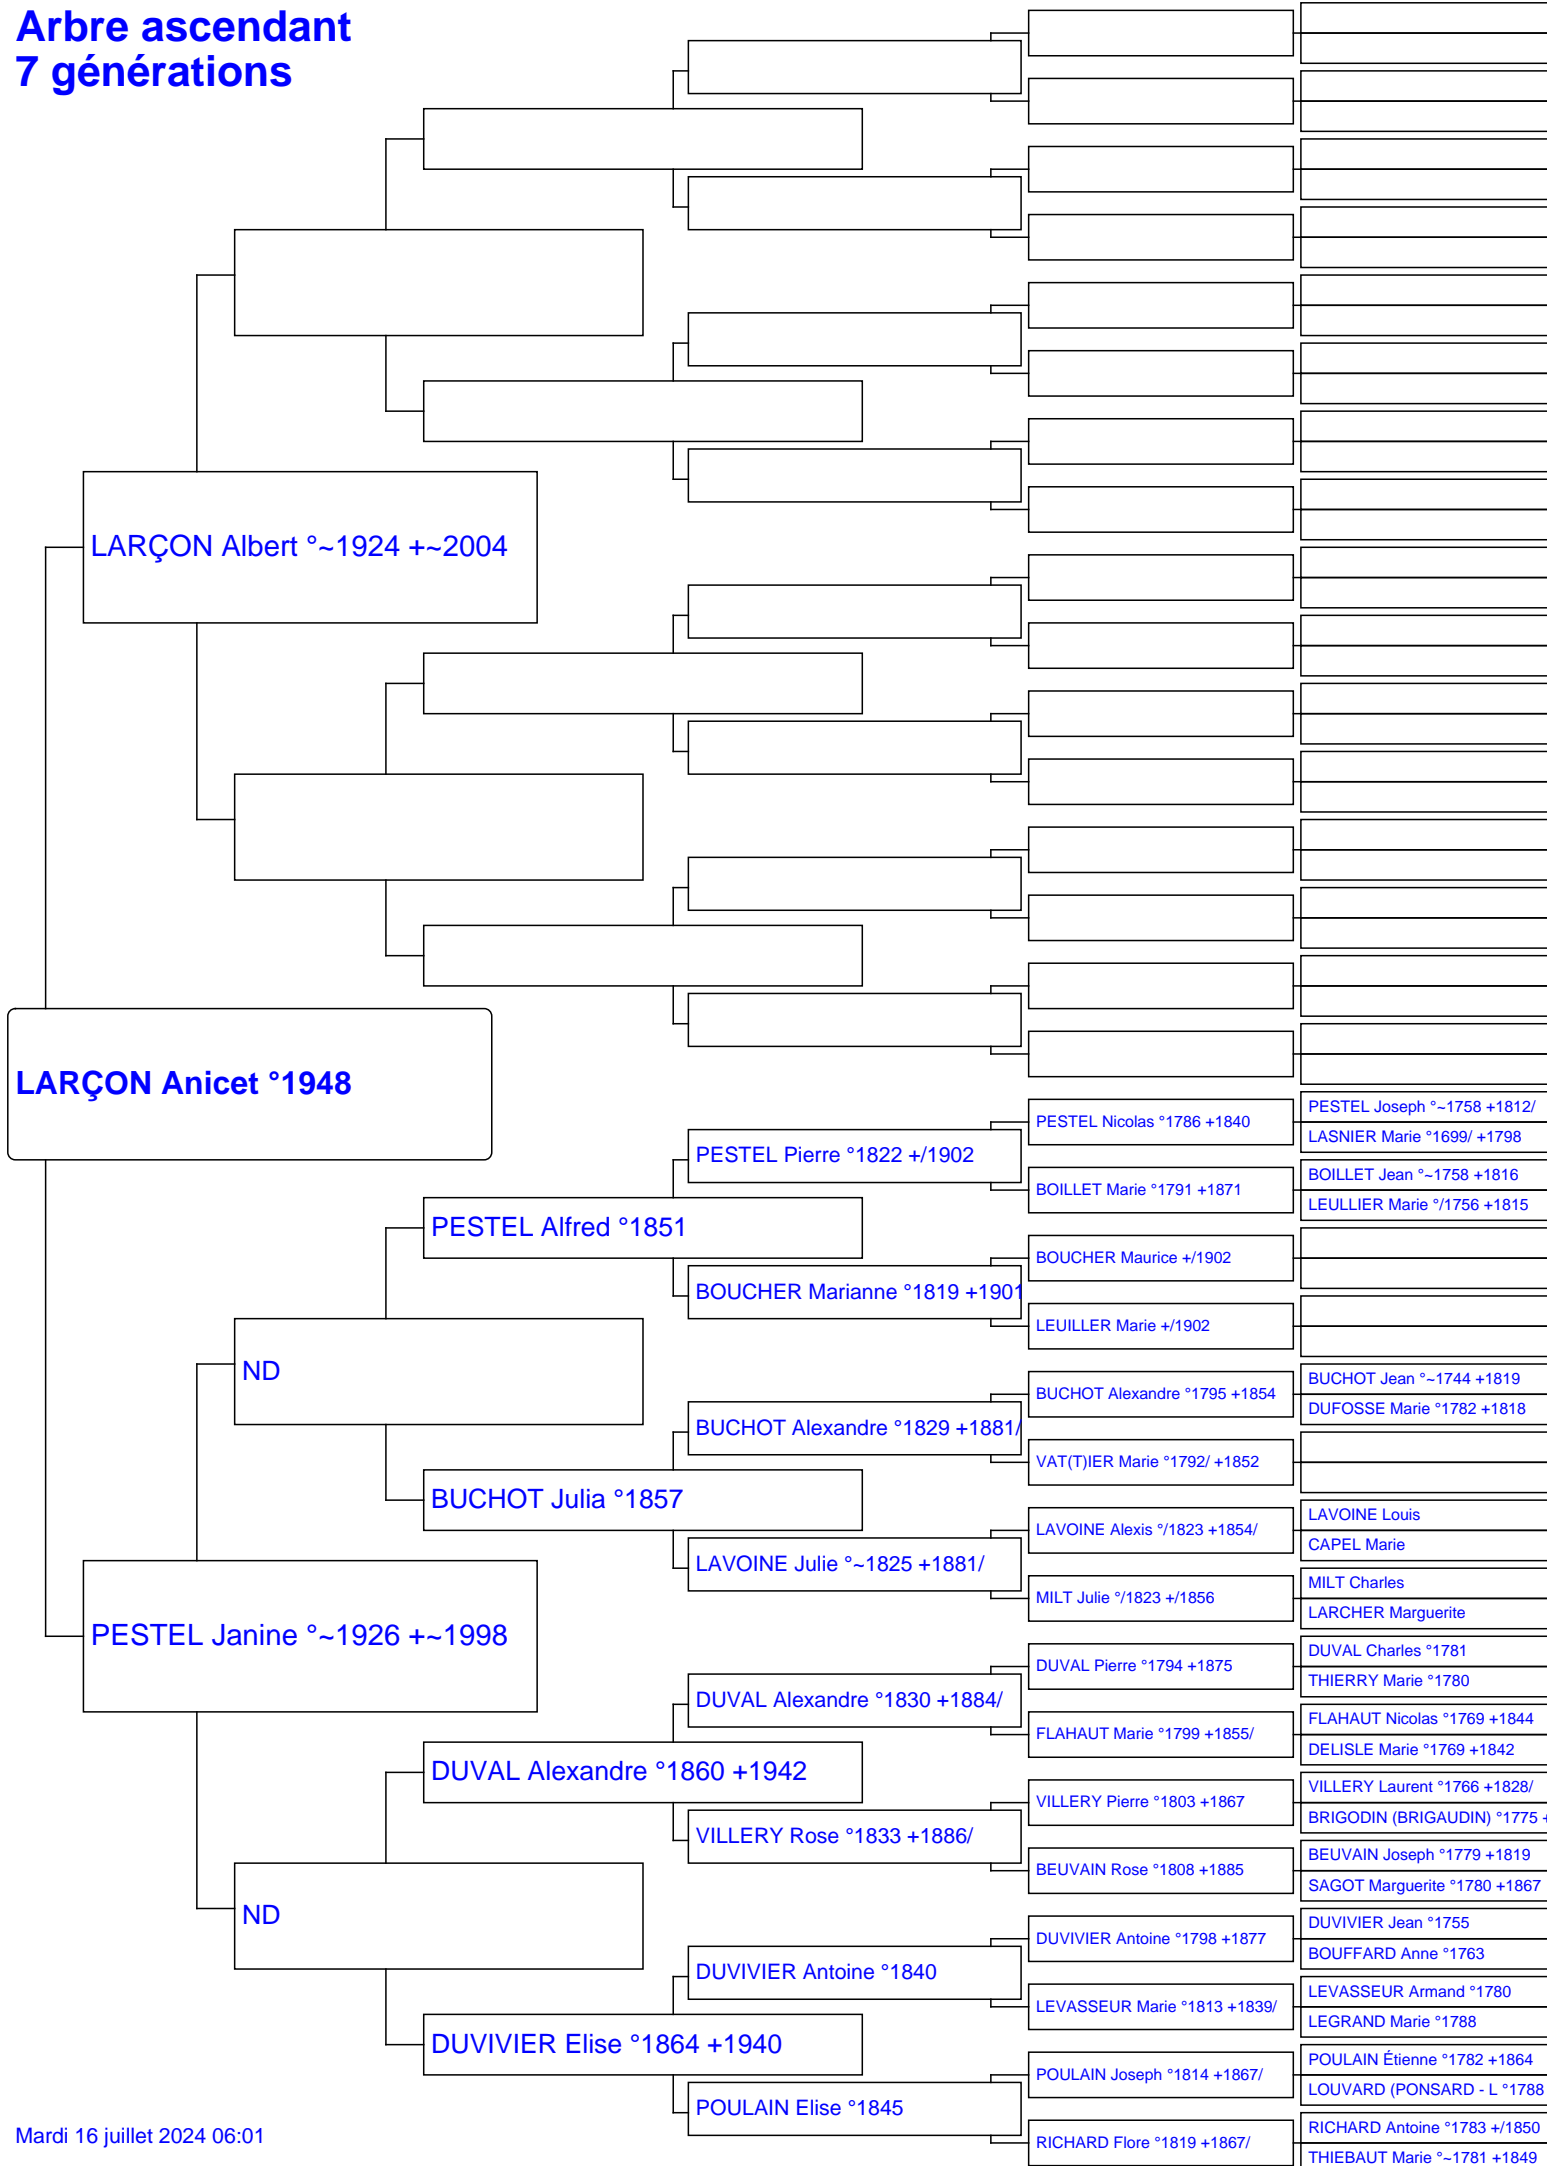 Arbre ascendant
7 générations
LARÇON Albert °~1924 +~2004
LARÇON Anicet °1948
PESTEL Janine °~1926 +~1998
ND
ND
PESTEL Alfred °1851
BUCHOT Julia °1857
DUVAL Alexandre °1860 +1942
DUVIVIER Elise °1864 +1940
PESTEL Pierre °1822 +/1902
BOUCHER Marianne °1819 +1901
BUCHOT Alexandre °1829 +1881/
LAVOINE Julie °~1825 +1881/
DUVAL Alexandre °1830 +1884/
VILLERY Rose °1833 +1886/
DUVIVIER Antoine °1840
POULAIN Elise °1845
PESTEL Nicolas °1786 +1840
BOILLET Marie °1791 +1871
BOUCHER Maurice +/1902
LEUILLER Marie +/1902
BUCHOT Alexandre °1795 +1854
VAT(T)IER Marie °1792/ +1852
LAVOINE Alexis °/1823 +1854/
MILT Julie °/1823 +/1856
DUVAL Pierre °1794 +1875
FLAHAUT Marie °1799 +1855/
VILLERY Pierre °1803 +1867
BEUVAIN Rose °1808 +1885
DUVIVIER Antoine °1798 +1877
LEVASSEUR Marie °1813 +1839/
POULAIN Joseph °1814 +1867/
RICHARD Flore °1819 +1867/
PESTEL Joseph °~1758 +1812/
LASNIER Marie °1699/ +1798
BOILLET Jean °~1758 +1816
LEULLIER Marie °/1756 +1815
BUCHOT Jean °~1744 +1819
DUFOSSE Marie °1782 +1818
LAVOINE Louis
CAPEL Marie
MILT Charles
LARCHER Marguerite
DUVAL Charles °1781
THIERRY Marie °1780
FLAHAUT Nicolas °1769 +1844
DELISLE Marie °1769 +1842
VILLERY Laurent °1766 +1828/
BRIGODIN (BRIGAUDIN) °1775 +
BEUVAIN Joseph °1779 +1819
SAGOT Marguerite °1780 +1867
DUVIVIER Jean °1755
BOUFFARD Anne °1763
LEVASSEUR Armand °1780
LEGRAND Marie °1788
POULAIN Étienne °1782 +1864
LOUVARD (PONSARD - L °1788
RICHARD Antoine °1783 +/1850
THIEBAUT Marie °~1781 +1849
Mardi 16 juillet 2024 06:01